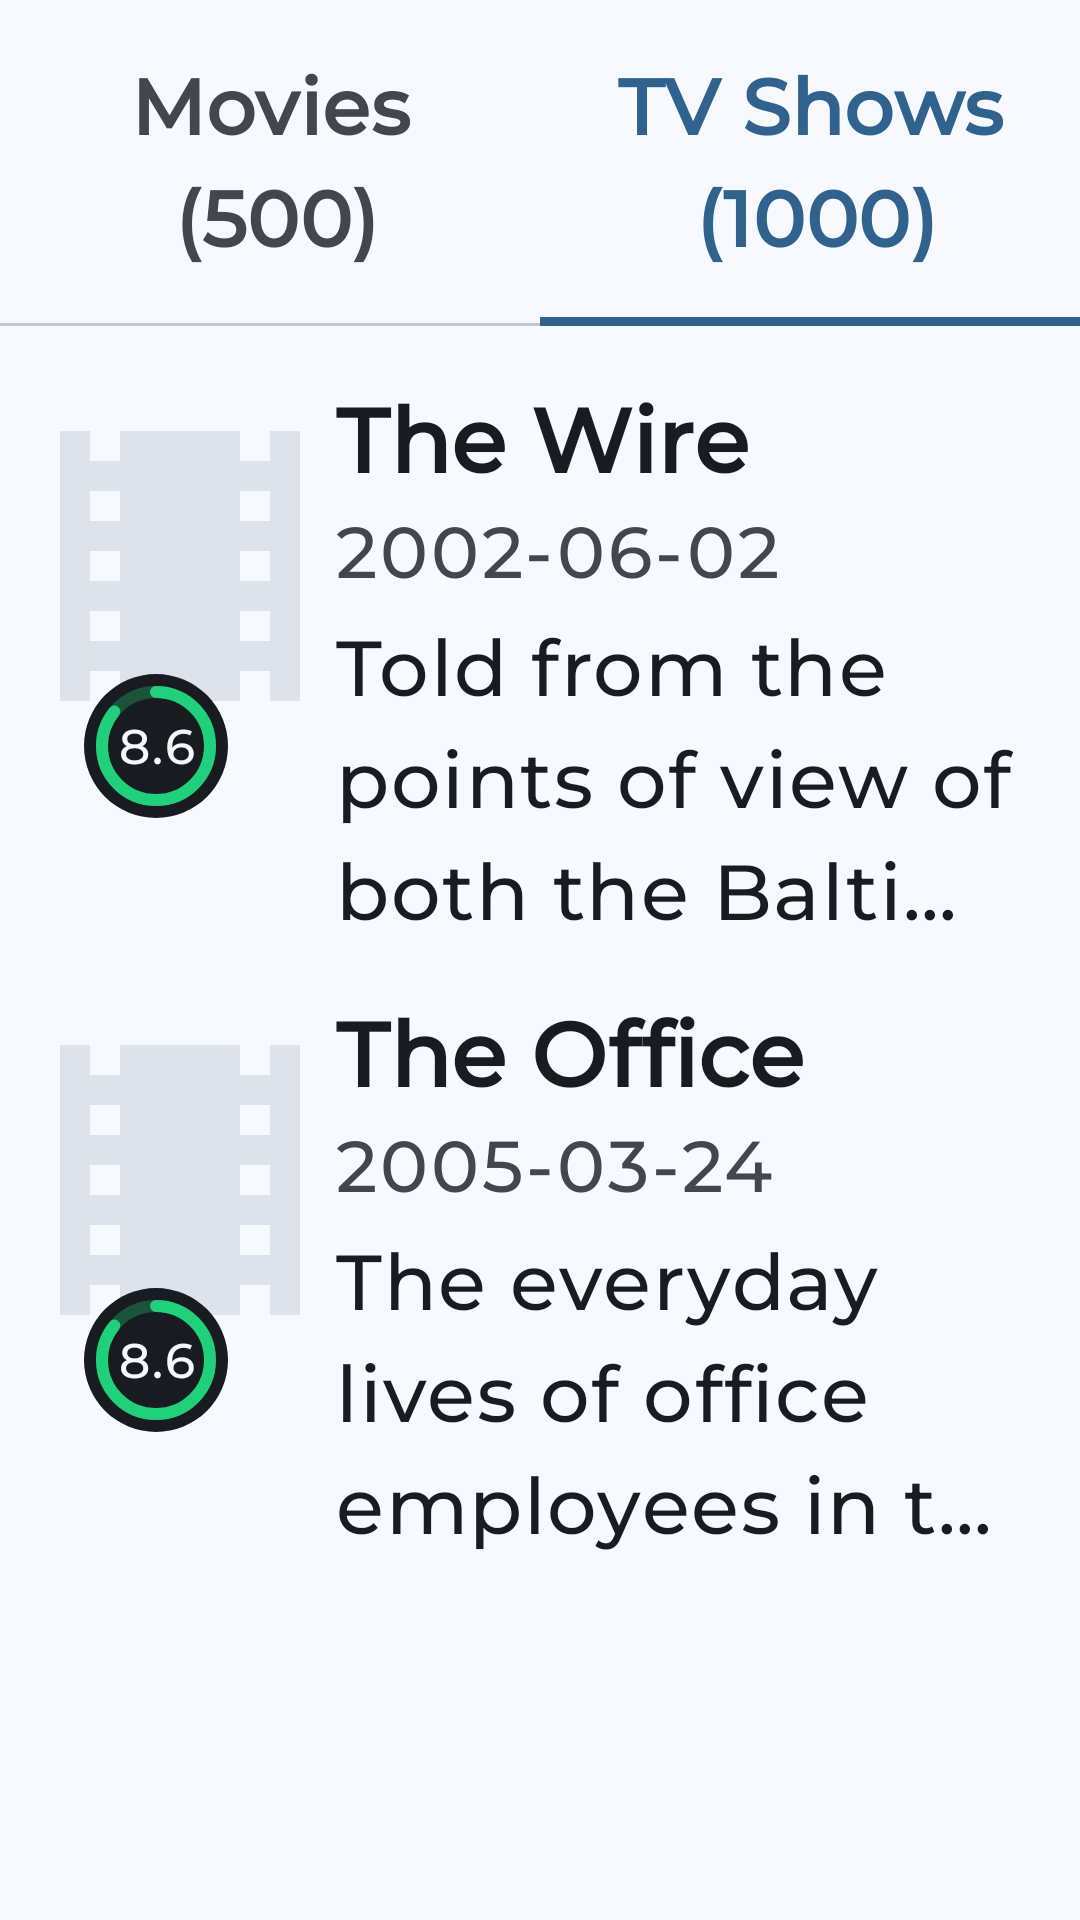 Movies
(500)
TV Shows
(1000)
The Wire
2002-06-02
Told from the
points of view of
both the Balti...
8.6
The Office
2005-03-24
The everyday
lives of office
employees in t...
8.6